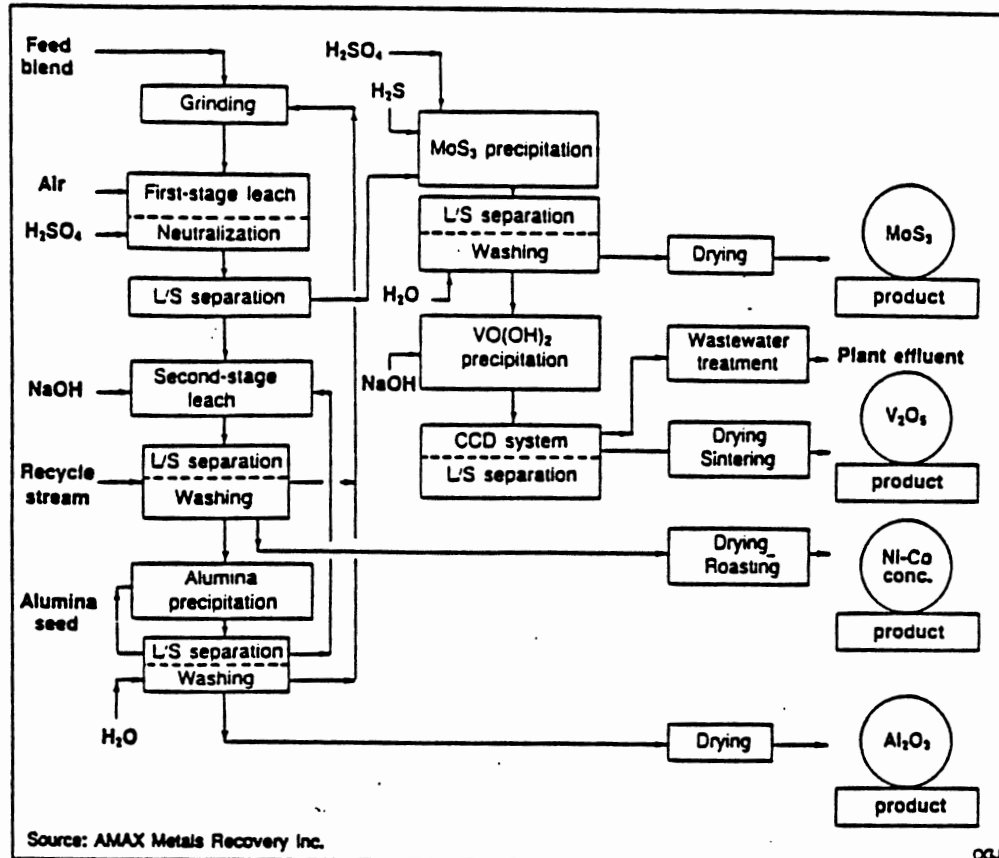 Feed
blend
Grinding
Air
First-stage leach
H₂SO₄
Neutralization
L/S separation
NaOH
Second-stage
leach
Recycle
stream
L/S separation
Washing
Alumina
precipitation
Alumina
seed
L/S separation
Washing
H₂O
H₂SO₄
H₂S
MoS₃ precipitation
L/S separation
Washing
H₂O
VO(OH)₂
precipitation
NaOH
CCD system
L/S separation
Drying
MoS₃
product
Wastewater
treatment
Plant effluent
Drying
Sintering
V₂O₅
product
Drying
Roasting
Ni-Co
conc.
product
Drying
Al₂O₃
product
Source: AMAX Metals Recovery Inc.